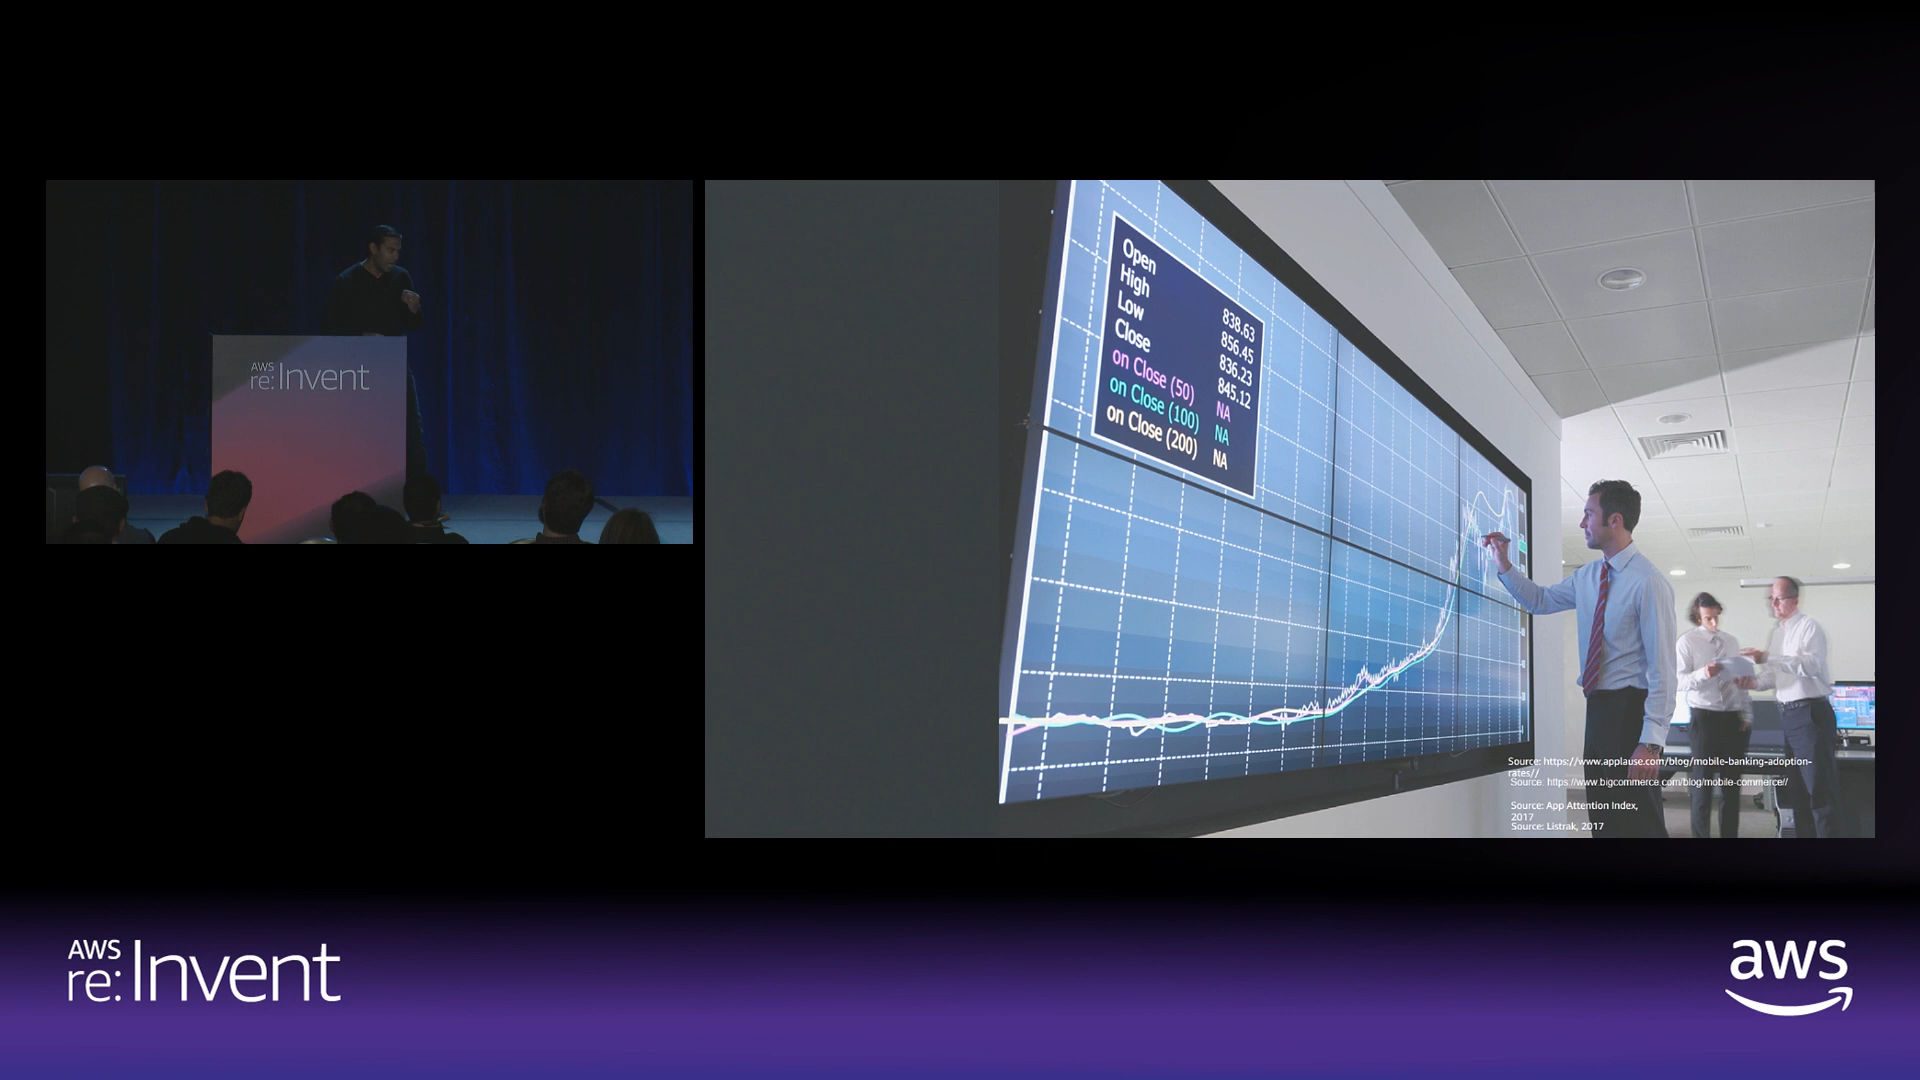 AWS
re:Invent
Open 838.63
High 856.45
Low 836.23
Close 845.12
on Close (50) NA
on Close (100) NA
on Close (200) NA
Source: https://www.applause.com/blog/mobile-banking-adoption-
rates//
Source: https://www.bigcommerce.com/blog/mobile-commerce//
Source: App Attention Index,
2017
Source: Listrak, 2017
AWS
re:Invent
aws